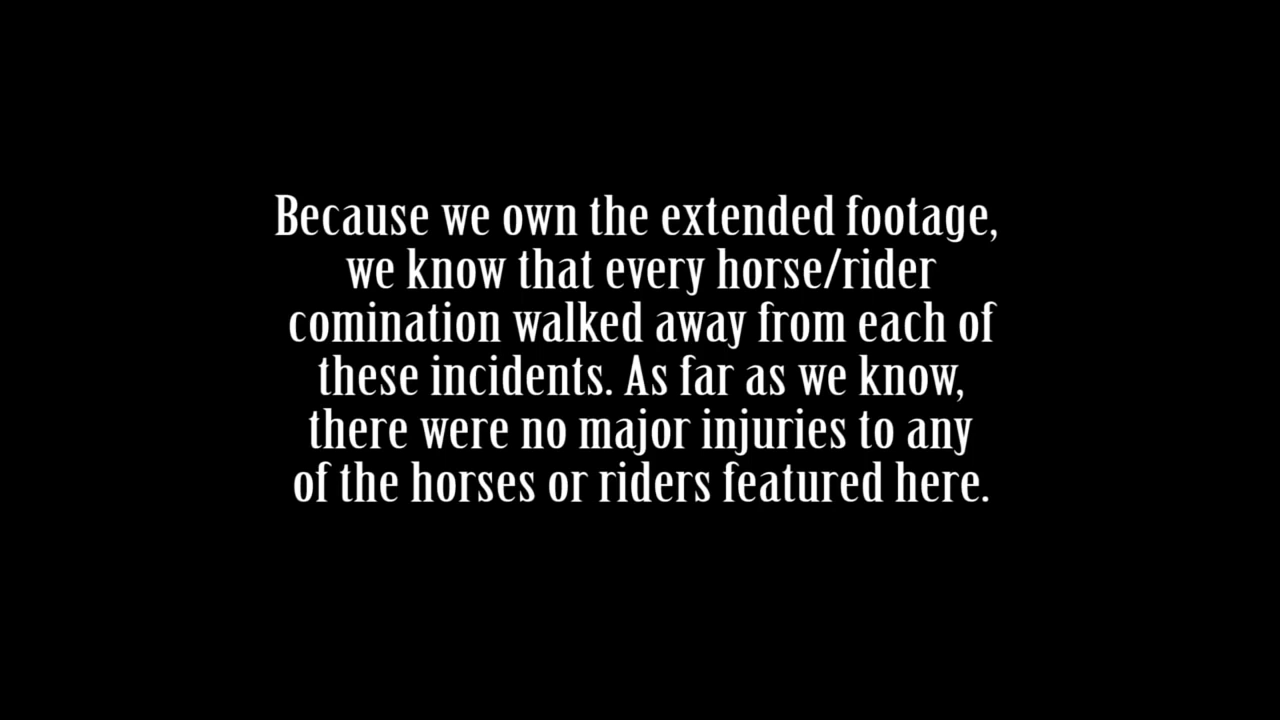 Because we own the extended footage,
we know that every horse/rider
comination walked away from each of
these incidents. As far as we know,
there were no major injuries to any
of the horses or riders featured here.